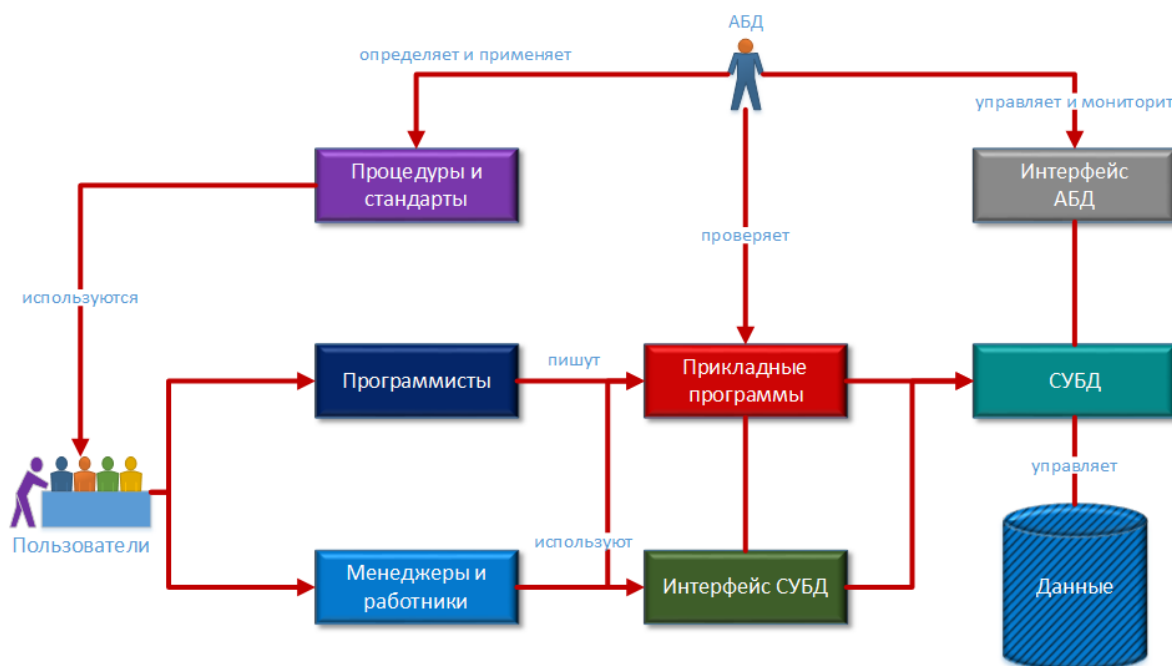 АБД
определяет и применяет
управляет и мониторит
Процедуры и
стандарты
Интерфейс
АБД
проверяет
используются
Программисты
пишут
Прикладные
программы
СУБД
управляет
Пользователи
используют
Менеджеры и
работники
Интерфейс СУБД
Данные